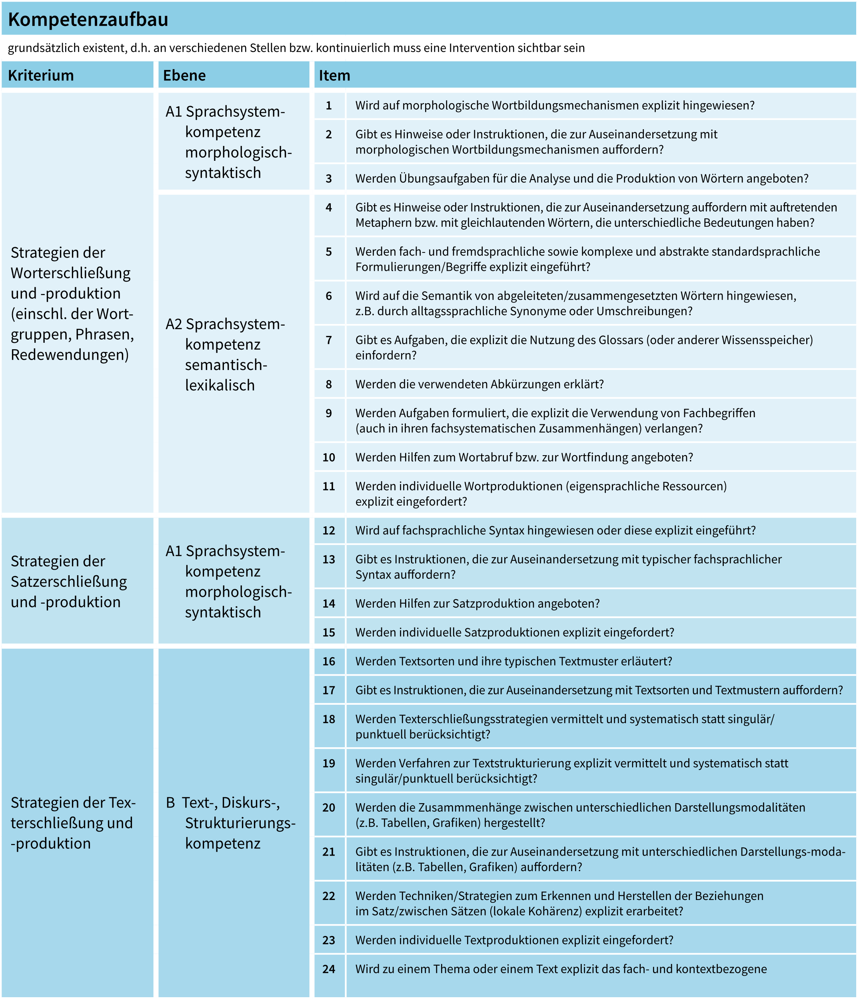 Kompetenzaufbau
grundsätzlich existent, d.h. an verschiedenen Stellen bzw. kontinuierlich muss eine Intervention sichtbar sein
Kriterium
Ebene
Item
Strategien der
Worterschließung
und -produktion
(einschl. der Wort-
gruppen, Phrasen,
Redewendungen)
A1 Sprachsystem-
kompetenz
morphologisch-
syntaktisch
1 Wird auf morphologische Wortbildungsmechanismen explizit hingewiesen?
2 Gibt es Hinweise oder Instruktionen, die zur Auseinandersetzung mit
morphologischen Wortbildungsmechanismen auffordern?
3 Werden Übungsaufgaben für die Analyse und die Produktion von Wörtern angeboten?
A2 Sprachsystem-
kompetenz
semantisch-
lexikalisch
4 Gibt es Hinweise oder Instruktionen, die zur Auseinandersetzung auffordern mit auftretenden
Metaphern bzw. mit gleichlautenden Wörtern, die unterschiedliche Bedeutungen haben?
5 Werden fach- und fremdsprachliche sowie komplexe und abstrakte standardsprachliche
Formulierungen/Begriffe explizit eingeführt?
6 Wird auf die Semantik von abgeleiteten/zusammengesetzten Wörtern hingewiesen,
z.B. durch alltagssprachliche Synonyme oder Umschreibungen?
7 Gibt es Aufgaben, die explizit die Nutzung des Glossars (oder anderer Wissensspeicher)
einfordern?
8 Werden die verwendeten Abkürzungen erklärt?
9 Werden Aufgaben formuliert, die explizit die Verwendung von Fachbegriffen
(auch in ihren fachsystematischen Zusammenhängen) verlangen?
10 Werden Hilfen zum Wortabruf bzw. zur Wortfindung angeboten?
11 Werden individuelle Wortproduktionen (eigensprachliche Ressourcen)
explizit eingefordert?
Strategien der
Satzerschließung
und -produktion
A1 Sprachsystem-
kompetenz
morphologisch-
syntaktisch
12 Wird auf fachsprachliche Syntax hingewiesen oder diese explizit eingeführt?
13 Gibt es Instruktionen, die zur Auseinandersetzung mit typischer fachsprachlicher
Syntax auffordern?
14 Werden Hilfen zur Satzproduktion angeboten?
15 Werden individuelle Satzproduktionen explizit eingefordert?
Strategien der Tex-
terschließung und
-produktion
B Text-, Diskurs-,
Strukturierungs-
kompetenz
16 Werden Textsorten und ihre typischen Textmuster erläutert?
17 Gibt es Instruktionen, die zur Auseinandersetzung mit Textsorten und Textmustern auffordern?
18 Werden Texterschließungsstrategien vermittelt und systematisch statt singulär/
punktuell berücksichtigt?
19 Werden Verfahren zur Textstrukturierung explizit vermittelt und systematisch statt
singulär/punktuell berücksichtigt?
20 Werden die Zusammmenhänge zwischen unterschiedlichen Darstellungsmodalitäten
(z.B. Tabellen, Grafiken) hergestellt?
21 Gibt es Instruktionen, die zur Auseinandersetzung mit unterschiedlichen Darstellungs-moda-
litäten (z.B. Tabellen, Grafiken) auffordern?
22 Werden Techniken/Strategien zum Erkennen und Herstellen der Beziehungen
im Satz/zwischen Sätzen (lokale Kohärenz) explizit erarbeitet?
23 Werden individuelle Textproduktionen explizit eingefordert?
24 Wird zu einem Thema oder einem Text explizit das fach- und kontextbezogene